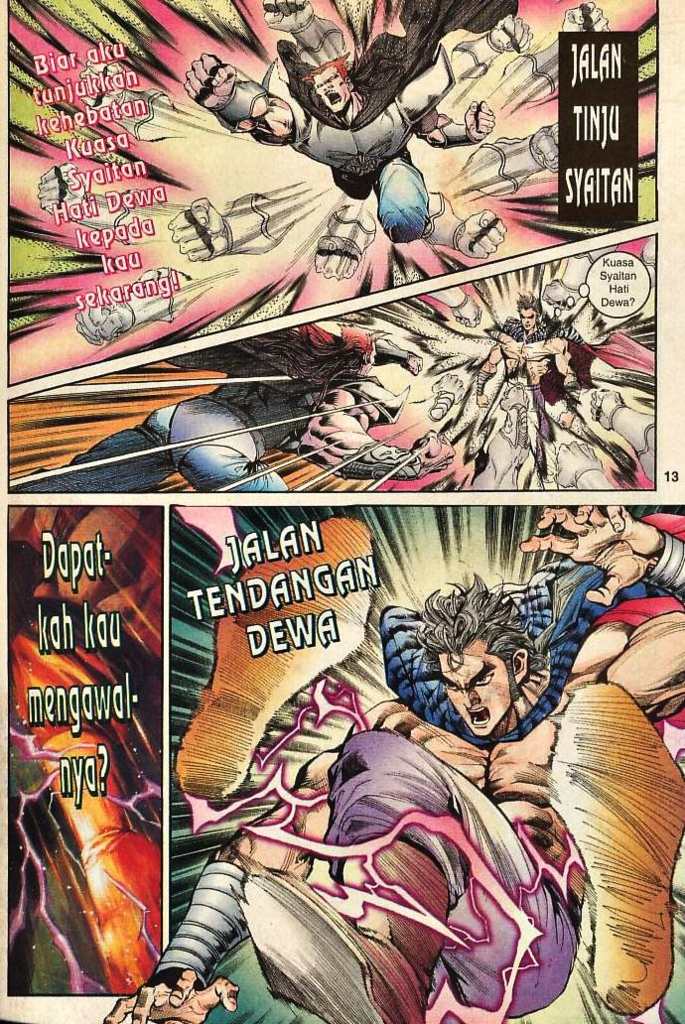 Biar aku
tunjukkan
kehebatan
Kuasa
Syaitan
Hati Dewa
kepada
kau
sekarang!
JALAN
TINJU
SYAITAN
Kuasa
Syaitan
Hati
Dewa?
13
Dapat-
kah kau
mengawal-
nya?
JALAN
TENDANGAN
DEWA